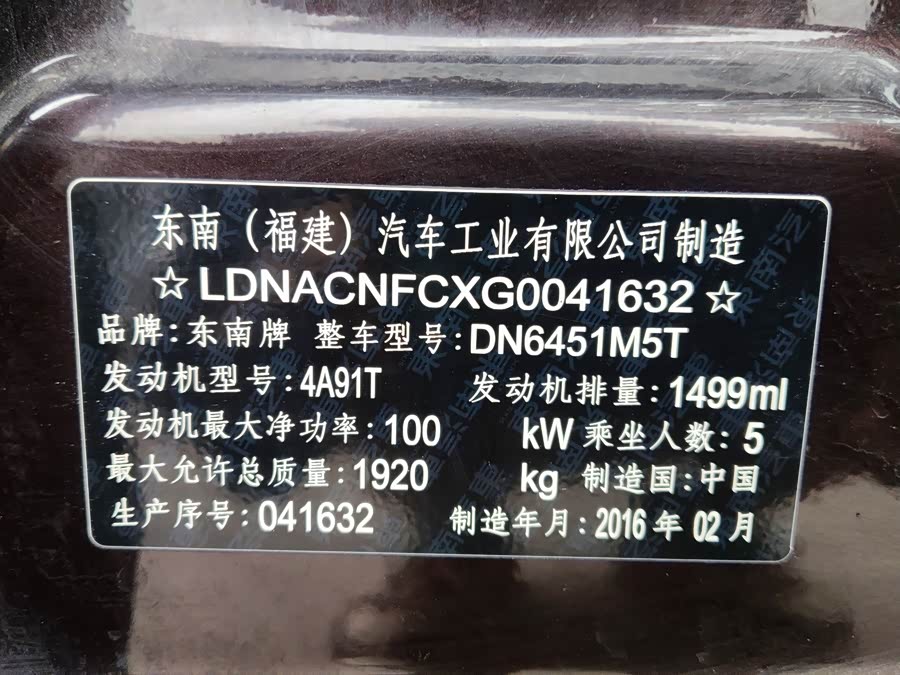 东南（福建）汽车工业有限公司制造
☆LDNACNFCXG0041632☆
品牌:东南牌 整车型号:DN6451M5T
发动机型号:4A91T 发动机排量:1499ml
发动机最大净功率:100 kW 乘坐人数:5
最大允许总质量:1920 kg 制造国:中国
生产序号:041632 制造年月:2016年02月